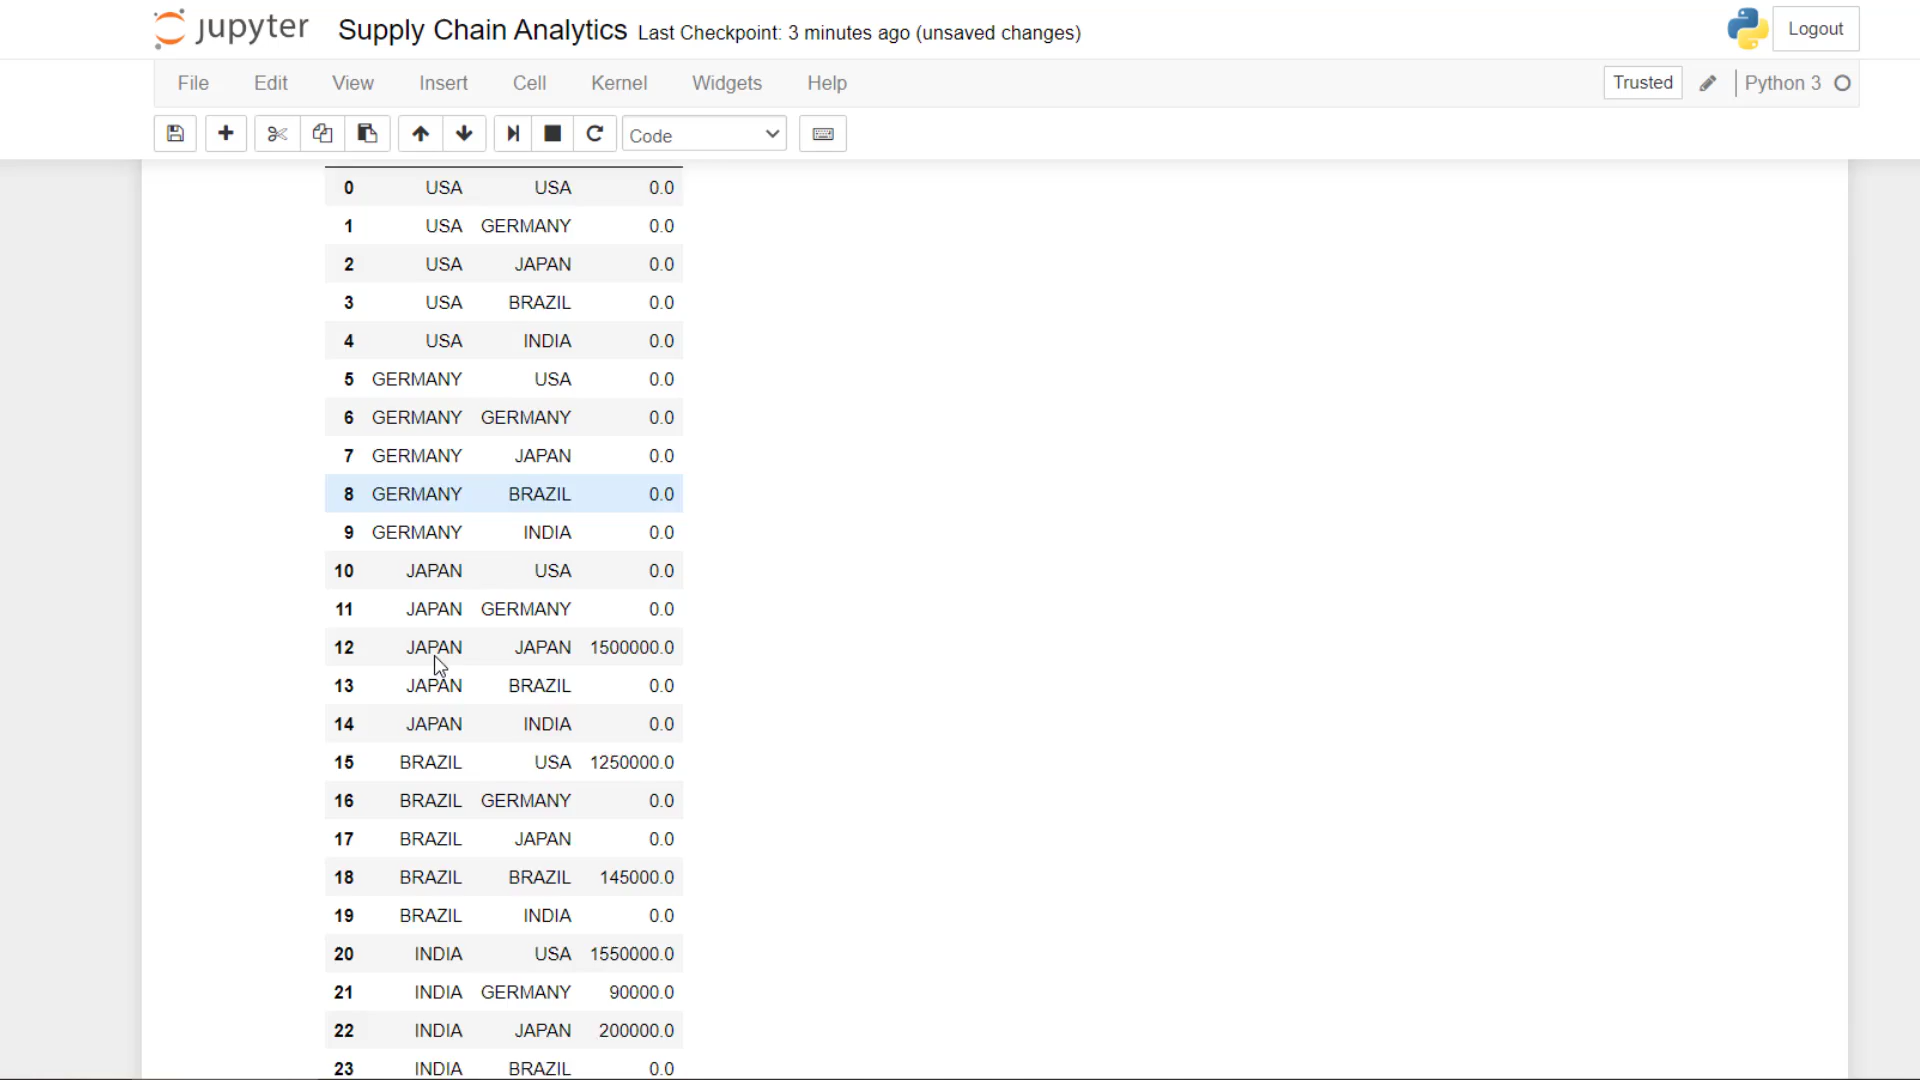 jupyter Supply Chain Analytics Last Checkpoint: 3 minutes ago (unsaved changes) Logout
File Edit View Insert Cell Kernel Widgets Help Trusted Python 3
Code
0 USA USA 0.0
1 USA GERMANY 0.0
2 USA JAPAN 0.0
3 USA BRAZIL 0.0
4 USA INDIA 0.0
5 GERMANY USA 0.0
6 GERMANY GERMANY 0.0
7 GERMANY JAPAN 0.0
8 GERMANY BRAZIL 0.0
9 GERMANY INDIA 0.0
10 JAPAN USA 0.0
11 JAPAN GERMANY 0.0
12 JAPAN JAPAN 1500000.0
13 JAPAN BRAZIL 0.0
14 JAPAN INDIA 0.0
15 BRAZIL USA 1250000.0
16 BRAZIL GERMANY 0.0
17 BRAZIL JAPAN 0.0
18 BRAZIL BRAZIL 145000.0
19 BRAZIL INDIA 0.0
20 INDIA USA 1550000.0
21 INDIA GERMANY 90000.0
22 INDIA JAPAN 200000.0
23 INDIA BRAZIL 0.0